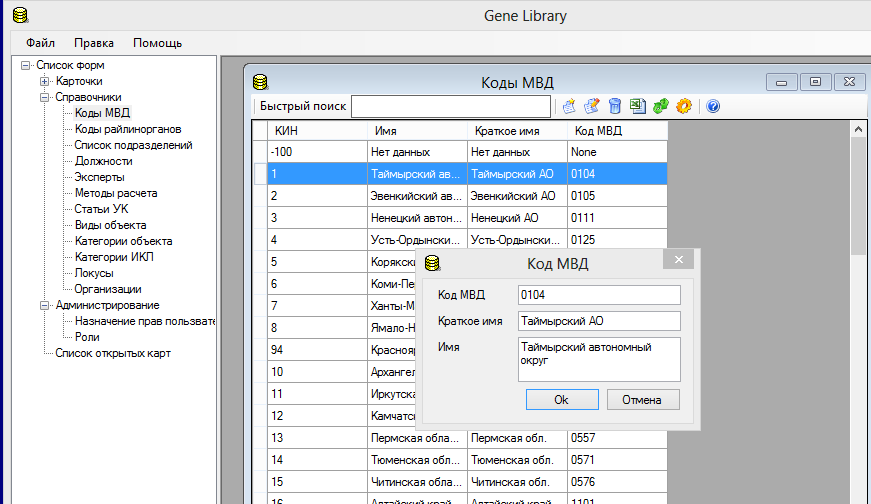 Gene Library
Файл Правка Помощь
Список форм
Карточки
Справочники
Коды МВД
Коды райлинорганов
Список подразделений
Должности
Эксперты
Методы расчета
Статьи УК
Виды объекта
Категории объекта
Категории ИКЛ
Локусы
Организации
Администрирование
Назначение прав пользвате
Роли
Список открытых карт
Коды МВД
Быстрый поиск
КИН Имя Краткое имя Код МВД
-100 Нет данных Нет данных None
1 Таймырский ав... Таймырский АО 0104
2 Эвенкийский ав... Эвенкийский АО 0105
3 Ненецкий автон... Ненецкий АО 0111
4 Усть-Ордынски... Усть-Ордынски... 0125
5 Корякск
6 Коми-Пе
7 Ханты-М
8 Ямало-Н
94 Краснояр
10 Арханге
11 Иркутска
12 Камчатс
13 Пермская обла... Пермская обл. 0557
14 Тюменская обл... Тюменская обл. 0571
15 Читинская обла... Читинская обл. 0576
16 Алтайский край Алтайский край 1101
Код МВД
Код МВД 0104
Краткое имя Таймырский АО
Имя Таймырский автономный
округ
Ok Отмена